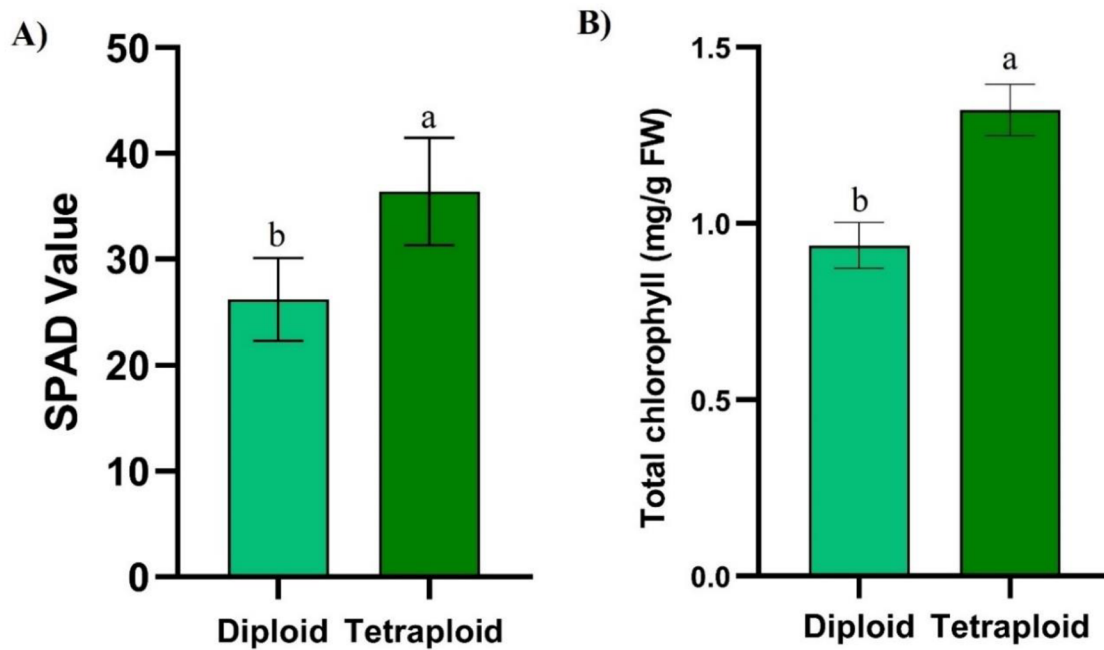 A)
SPAD Value
50
40
30
20
10
0
b
a
Diploid Tetraploid
B)
Total chlorophyll (mg/g FW)
1.5
1.0
0.5
0.0
b
a
Diploid Tetraploid